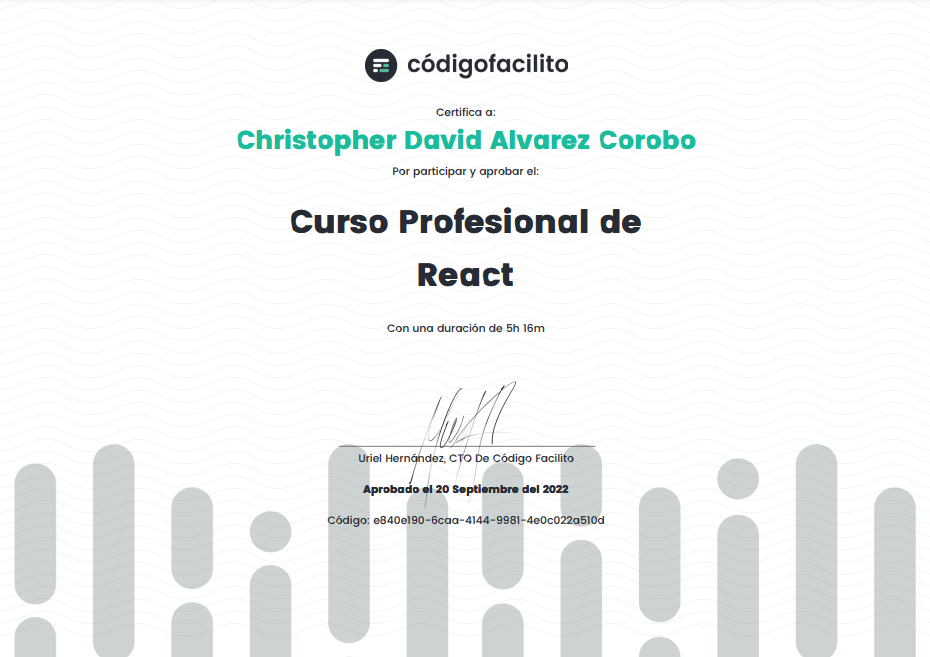 códigofacilito
Certifica a:
Christopher David Alvarez Corobo
Por participar y aprobar el:
Curso Profesional de
React
Con una duración de 5h 16m
Uriel Hernández, CTO De Código Facilito
Aprobado el 20 Septiembre del 2022
Código: e840e190-6caa-4144-9981-4e0c022a510d